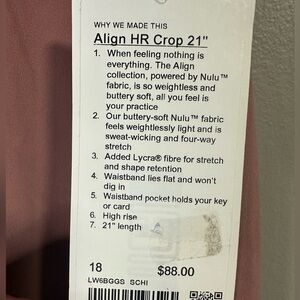 WHY WE MADE THIS
Align HR Crop 21"
1. When feeling nothing is
everything. The Align
collection, powered by Nulu™
fabric, is so weightless and
buttery soft, all you feel is
your practice
2. Our buttery-soft Nulu™ fabric
feels weightlessly light and is
sweat-wicking and four-way
stretch
3. Added Lycra® fibre for stretch
and shape retention
4. Waistband lies flat and won't
dig in
5. Waistband pocket holds your key
or card
6. High rise
7. 21" length
18 $88.00
LW6BGGS SCHI